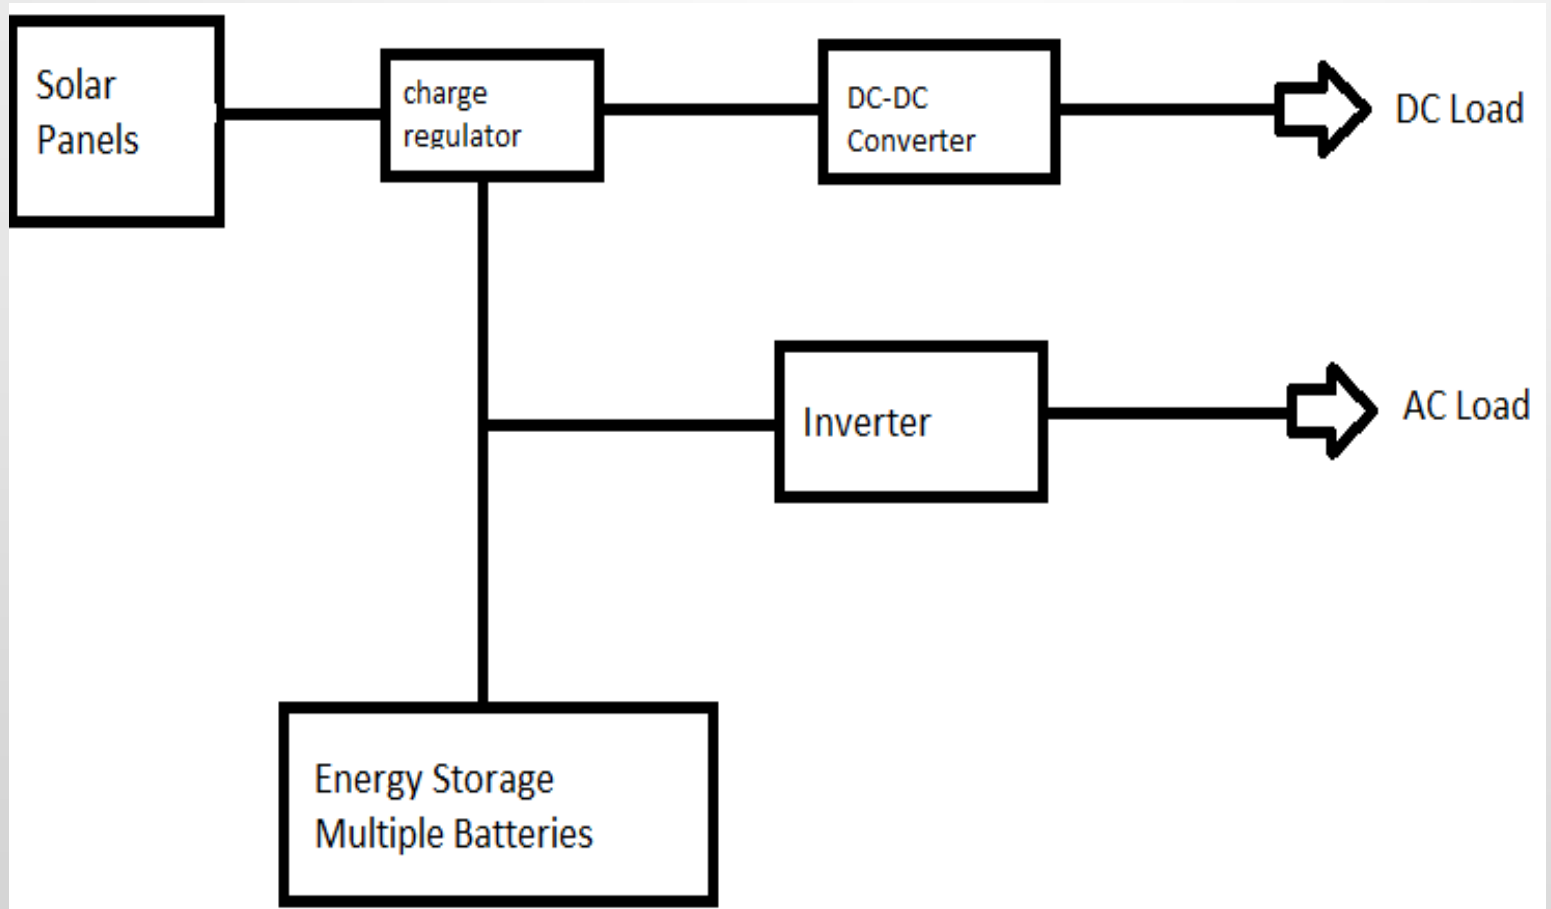 Solar
Panels
charge
regulator
DC-DC
Converter
DC Load
Inverter
AC Load
Energy Storage
Multiple Batteries